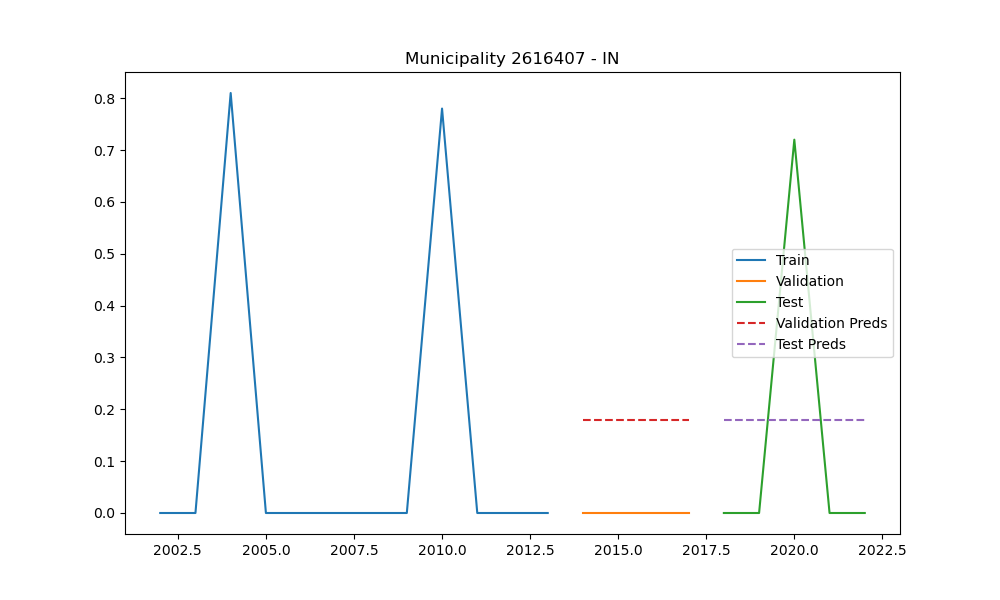 Municipality 2616407 - IN
0.8
0.7
0.6
0.5
0.4
0.3
0.2
0.1
0.0
Train
Validation
Test
Validation Preds
Test Preds
2002.5 2005.0 2007.5 2010.0 2012.5 2015.0 2017.5 2020.0 2022.5